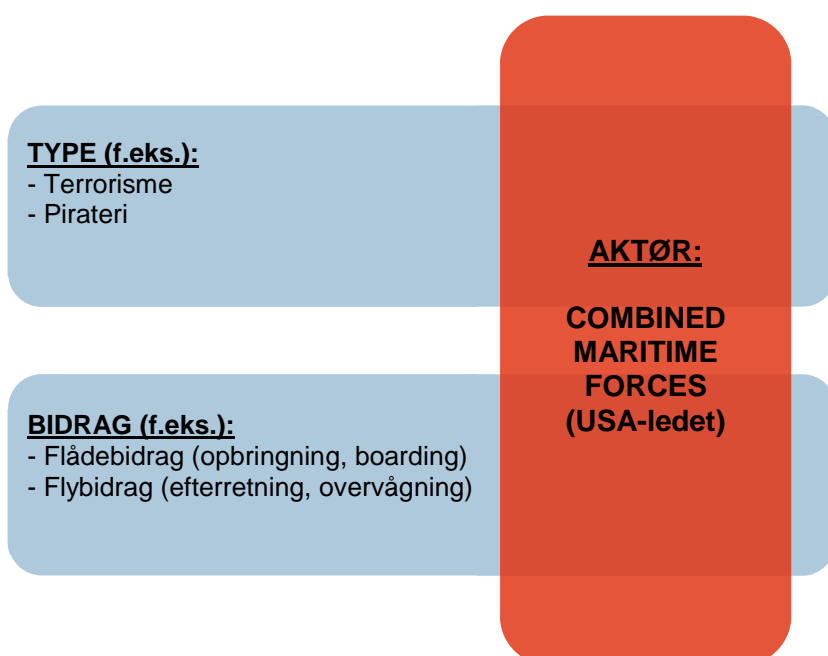 TYPE (f.eks.):
- Terrorisme
- Pirateri
AKTØR:
COMBINED
MARITIME
FORCES
(USA-ledet)
BIDRAG (f.eks.):
- Flådebidrag (opbringning, boarding)
- Flybidrag (efterretning, overvågning)